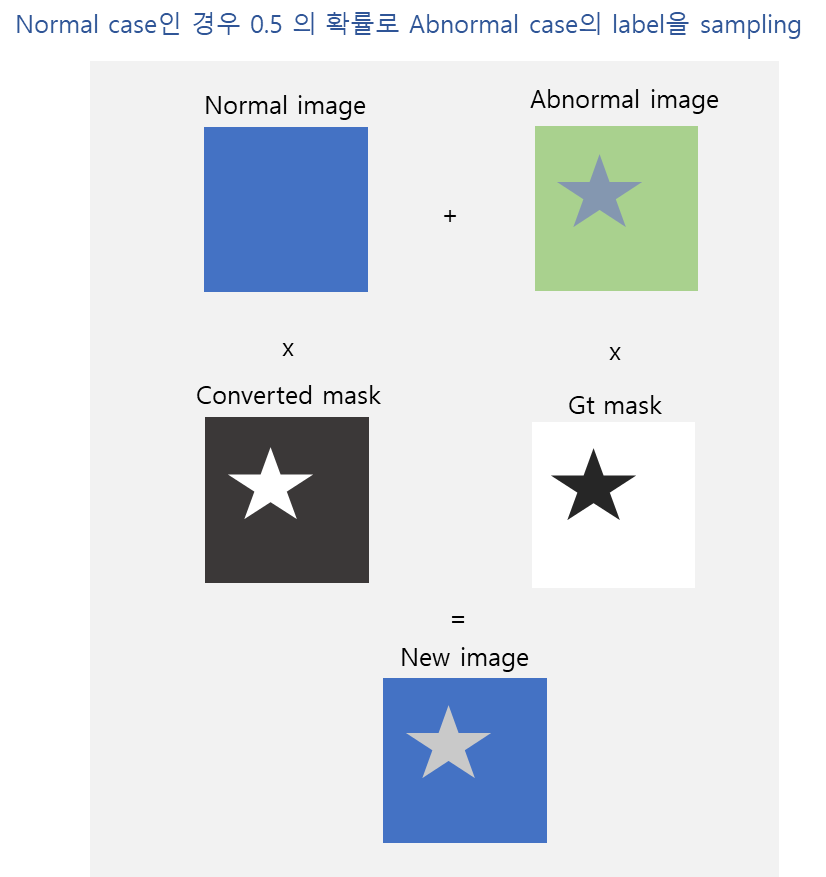 Normal case인 경우 0.5 의 확률로 Abnormal case의 label을 sampling
Normal image
Abnormal image
+
x
x
Converted mask
Gt mask
=
New image